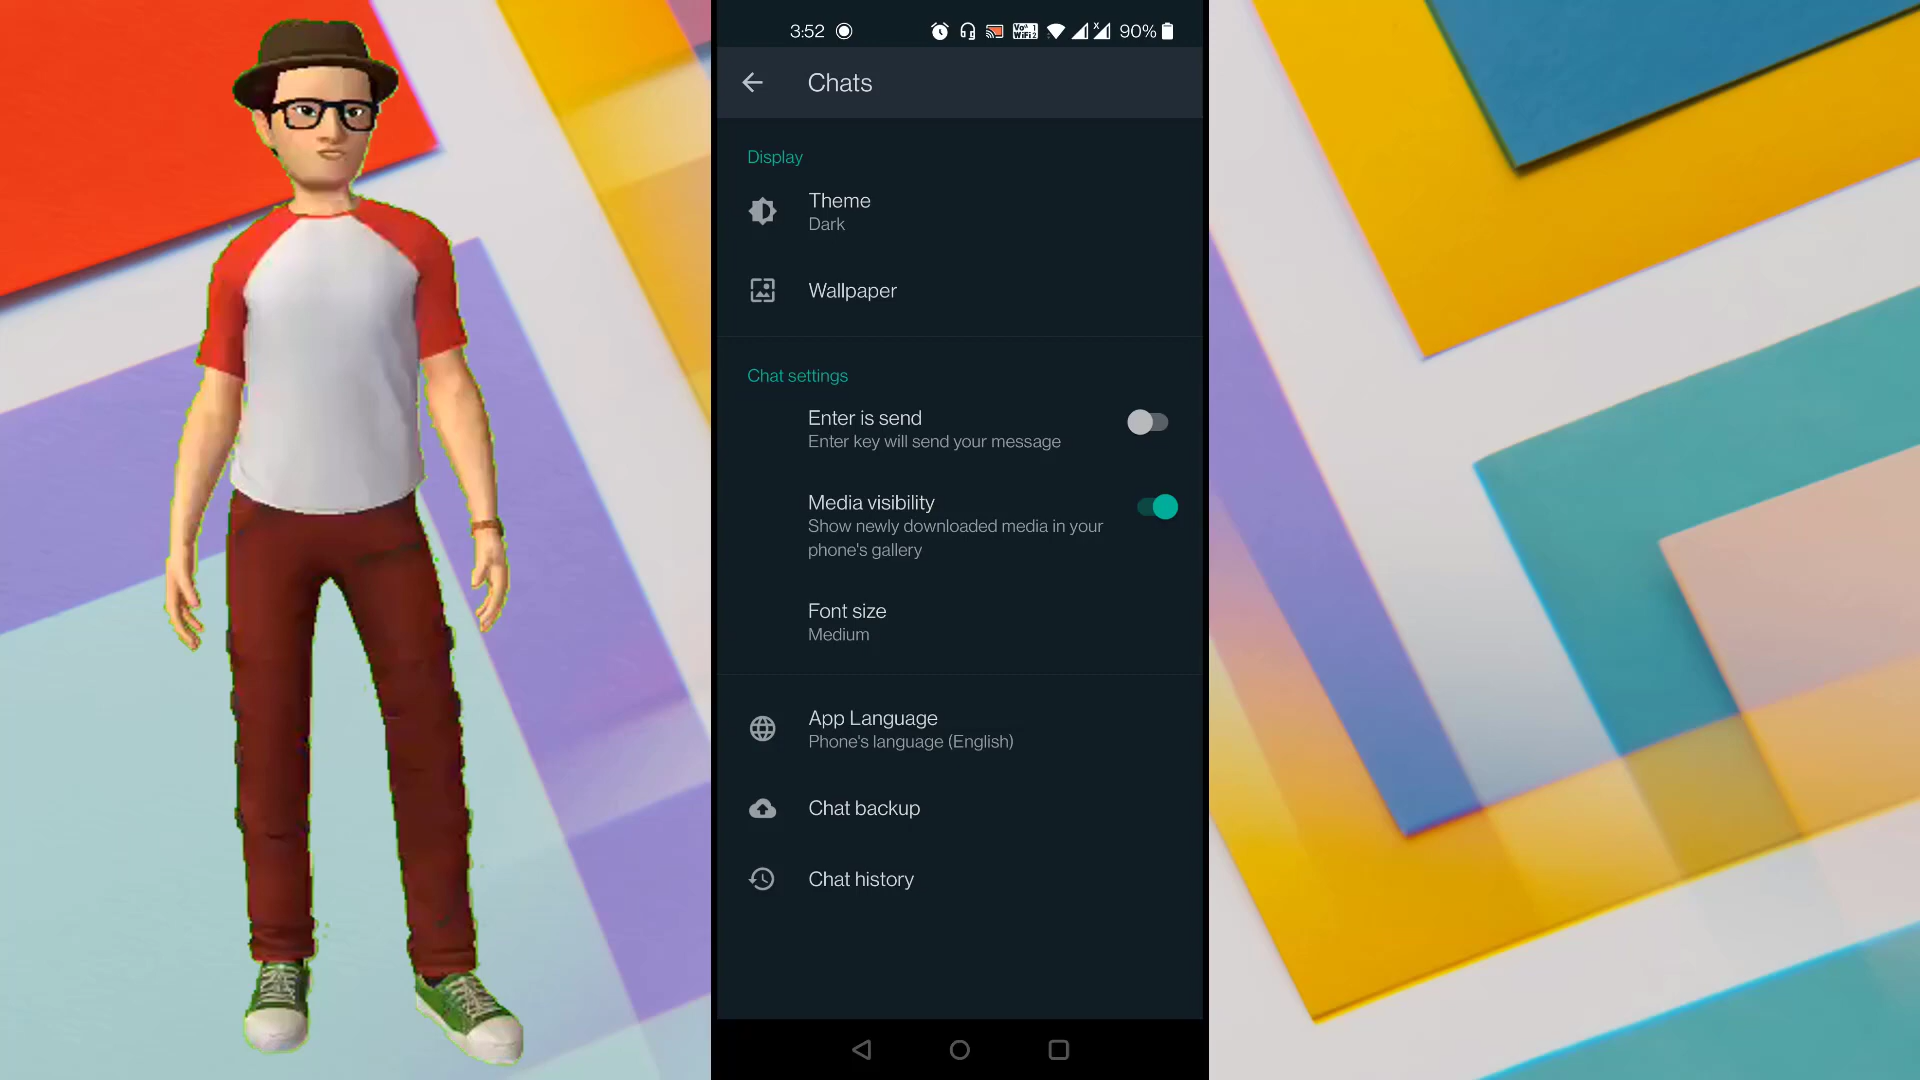 3:52 90%
Chats
Display
Theme
Dark
Wallpaper
Chat settings
Enter is send
Enter key will send your message
Media visibility
Show newly downloaded media in your
phone's gallery
Font size
Medium
App Language
Phone's language (English)
Chat backup
Chat history